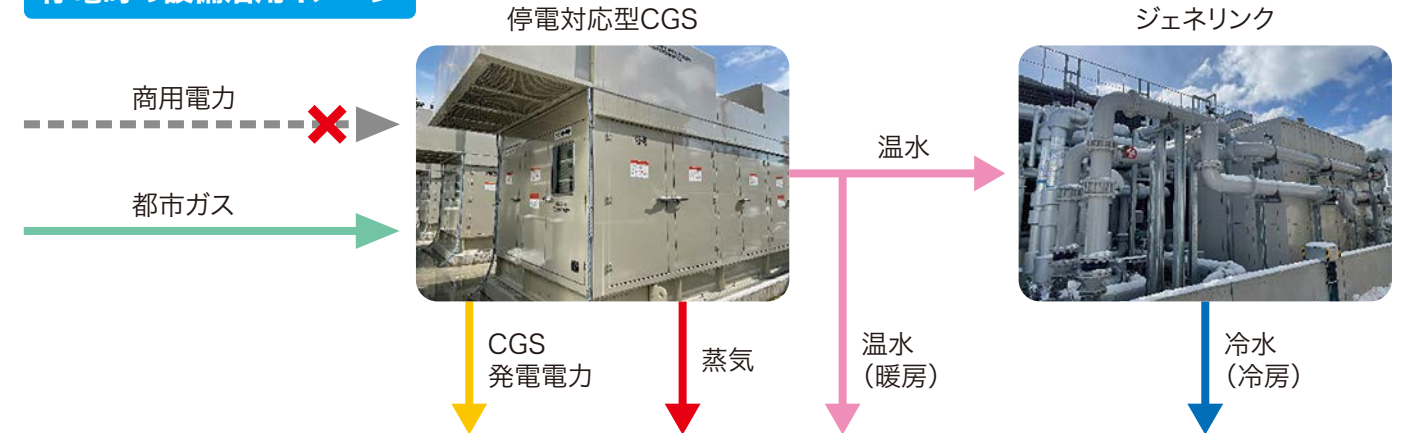 停電対応型CGS
ジェネリンク
商用電力
都市ガス
温水
CGS
発電電力
蒸気
温水
（暖房）
冷水
（冷房）